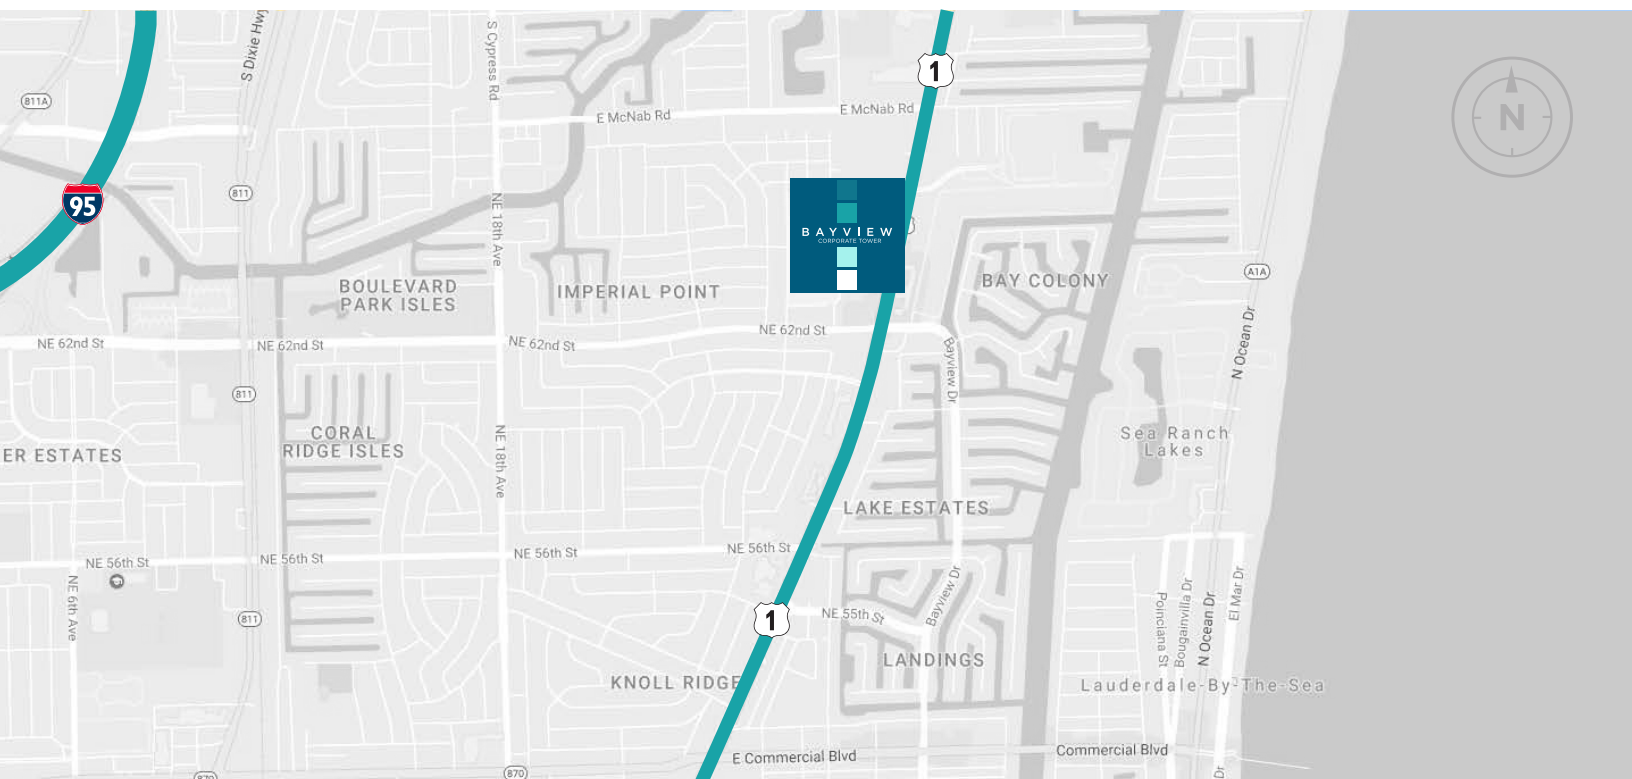 S Dixie Hwy
S Cypress Rd
1
811A
E McNab Rd
E McNab Rd
N
95
811
NE 18th Ave
BAYVIEW
CORPORATE TOWER
A1A
BOULEVARD
PARK ISLES
IMPERIAL POINT
BAY COLONY
NE 62nd St
NE 62nd St
NE 62nd St
NE 62nd St
Bayview Dr
N Ocean Dr
811
CORAL
RIDGE ISLES
NE 18th Ave
Sea Ranch
Lakes
ER ESTATES
LAKE ESTATES
NE 56th St
NE 56th St
NE 56th St
NE 56th St
NE 6th Ave
811
1
NE 55th St
Bayview Dr
Poinciana St
Bougainvilla Dr
N Ocean Dr
El Mar Dr
LANDINGS
KNOLL RIDGE
Lauderdale-By-The-Sea
E Commercial Blvd
Commercial Blvd
870
870
Dr